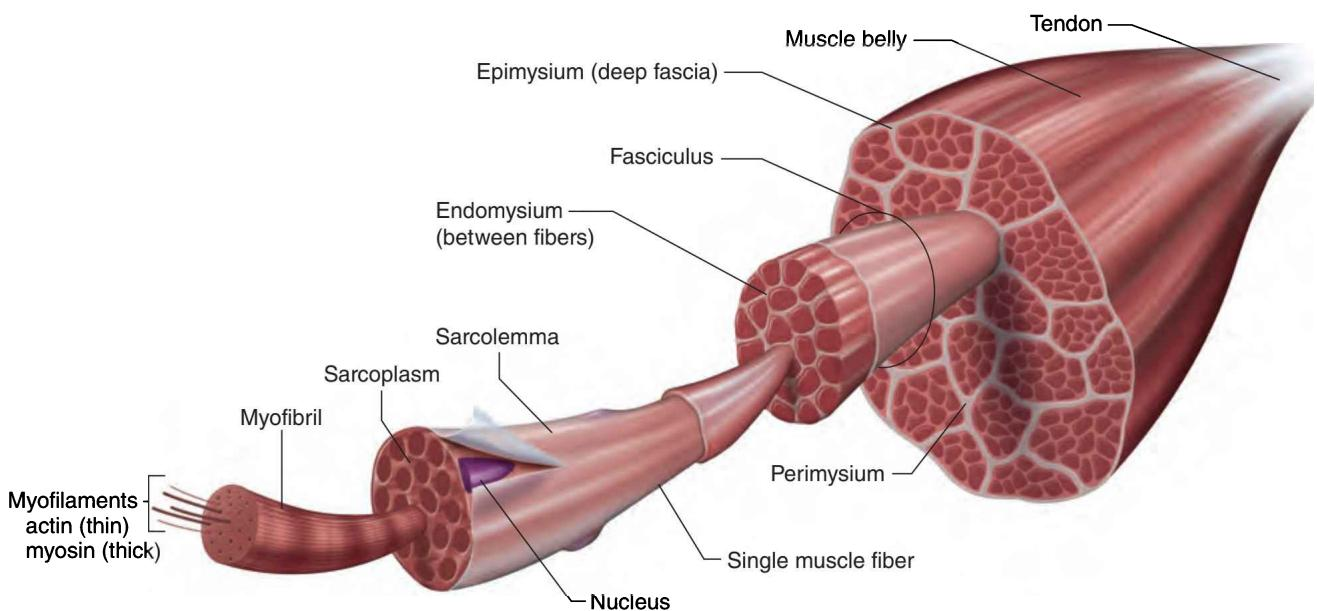 Tendon
Muscle belly
Epimysium (deep fascia)
Fasciculus
Endomysium
(between fibers)
Sarcolemma
Sarcoplasm
Myofibril
Perimysium
Myofilaments
actin (thin)
myosin (thick)
Single muscle fiber
Nucleus